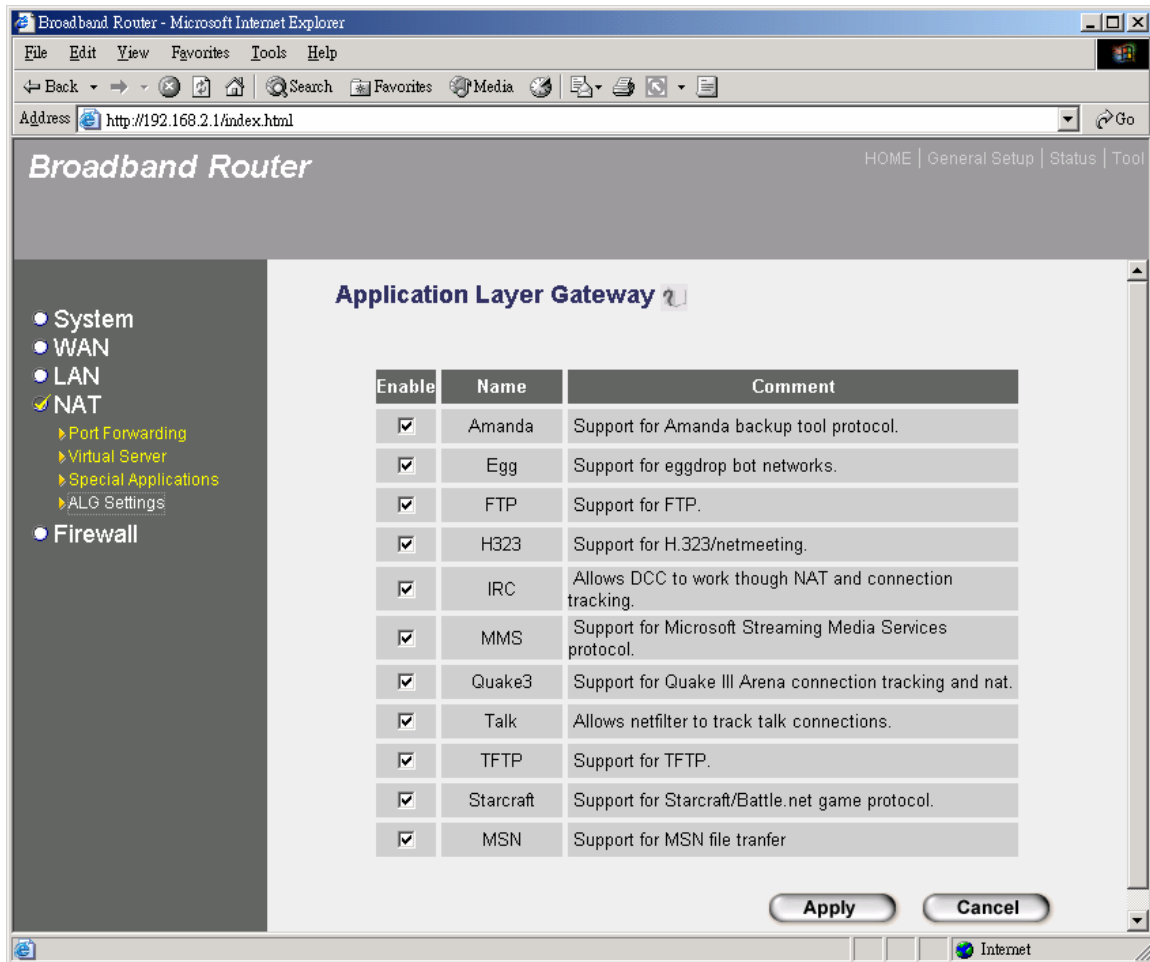 Broadband Router - Microsoft Internet Explorer
File Edit View Favorites Tools Help
Back Search Favorites Media
Address http://192.168.2.1/index.html Go
Broadband Router
HOME | General Setup | Status | Tool
System
WAN
LAN
NAT
Port Forwarding
Virtual Server
Special Applications
ALG Settings
Firewall
Application Layer Gateway
Enable Name Comment
Amanda Support for Amanda backup tool protocol.
Egg Support for eggdrop bot networks.
FTP Support for FTP.
H323 Support for H.323/netmeeting.
IRC Allows DCC to work though NAT and connection
tracking.
MMS Support for Microsoft Streaming Media Services
protocol.
Quake3 Support for Quake III Arena connection tracking and nat.
Talk Allows netfilter to track talk connections.
TFTP Support for TFTP.
Starcraft Support for Starcraft/Battle.net game protocol.
MSN Support for MSN file tranfer
Apply Cancel
Internet